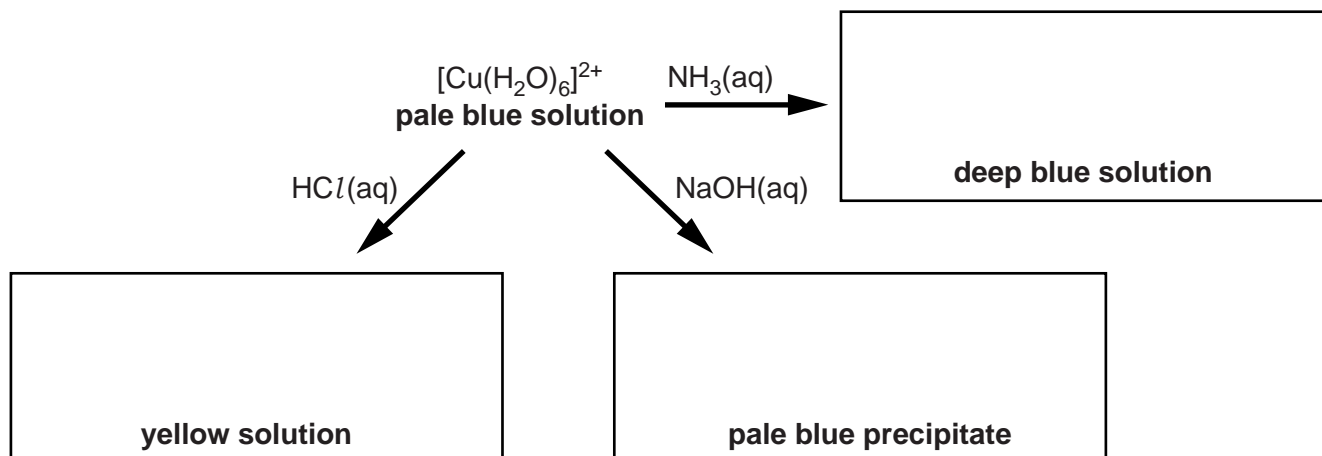 [Cu(H₂O)₆]²⁺
pale blue solution
NH₃(aq)
deep blue solution
HCl(aq)
NaOH(aq)
yellow solution
pale blue precipitate